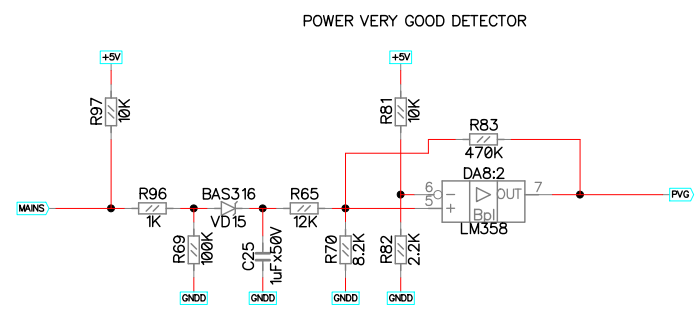 POWER VERY GOOD DETECTOR
+5V
+5V
R97
10K
R81
10K
R83
470K
DA8:2
MAINS
R96
1K
BAS316
VD15
R65
12K
6
5
-
+
OUT
Bpl
7
PVG
LM358
R69
100K
C25
1uFx50V
R70
8.2K
R82
2.2K
GNDD
GNDD
GNDD
GNDD